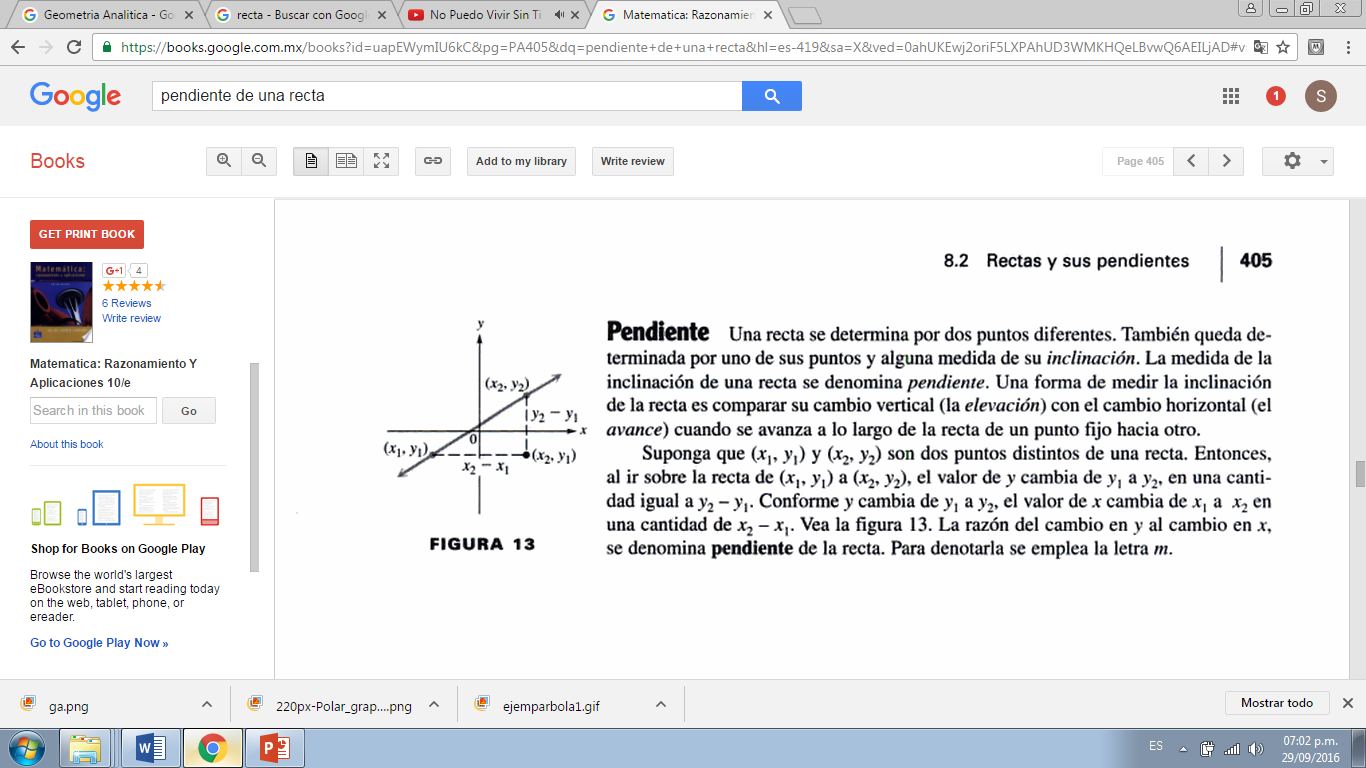 Geometria Analitica - Go
recta - Buscar con Googl
No Puedo Vivir Sin Ti
Matematica: Razonamien
https://books.google.com.mx/books?id=uapEWymIU6kC&pg=PA405&dq=pendiente+de+una+recta&hl=es-419&sa=X&ved=0ahUKEwj2oriF5LXPAhUD3WMKHQeLBvwQ6AEILjAD#v
Google
pendiente de una recta
1
S
Books
Add to my library
Write review
Page 405
GET PRINT BOOK
Matemática:
G+1 4
6 Reviews
Write review
Matematica: Razonamiento Y
Aplicaciones 10/e
Search in this book
Go
About this book
Shop for Books on Google Play
Browse the world's largest
eBookstore and start reading today
on the web, tablet, phone, or
ereader.
Go to Google Play Now »
8.2 Rectas y sus pendientes 405
y
(x₂, y₂)
y₂ – y₁
x
0
(x₁, y₁)
(x₂, y₁)
x₂ – x₁
FIGURA 13
Pendiente Una recta se determina por dos puntos diferentes. También queda de-
terminada por uno de sus puntos y alguna medida de su inclinación. La medida de la
inclinación de una recta se denomina pendiente. Una forma de medir la inclinación
de la recta es comparar su cambio vertical (la elevación) con el cambio horizontal (el
avance) cuando se avanza a lo largo de la recta de un punto fijo hacia otro.
Suponga que (x₁, y₁) y (x₂, y₂) son dos puntos distintos de una recta. Entonces,
al ir sobre la recta de (x₁, y₁) a (x₂, y₂), el valor de y cambia de y₁ a y₂, en una canti-
dad igual a y₂ – y₁. Conforme y cambia de y₁ a y₂, el valor de x cambia de x₁ a x₂ en
una cantidad de x₂ – x₁. Vea la figura 13. La razón del cambio en y al cambio en x,
se denomina pendiente de la recta. Para denotarla se emplea la letra m.
ga.png
220px-Polar_grap....png
ejemparbola1.gif
Mostrar todo
ES
07:02 p.m.
29/09/2016